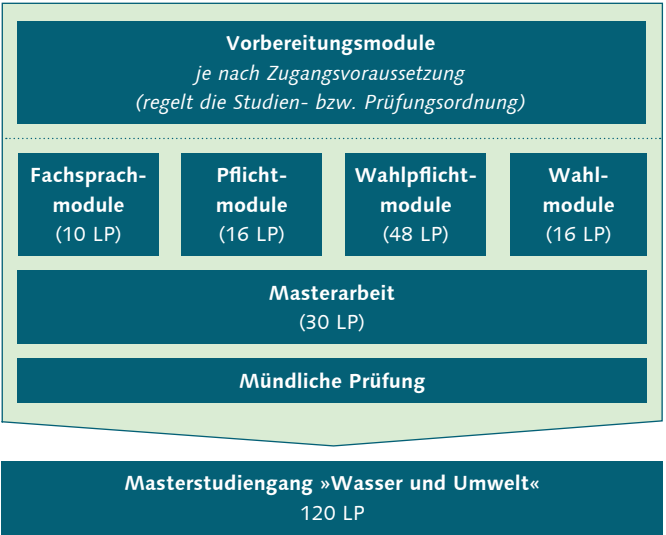 Vorbereitungsmodule
je nach Zugangsvoraussetzung
(regelt die Studien- bzw. Prüfungsordnung)
Fachsprach-
module
(10 LP)
Pflicht-
module
(16 LP)
Wahlpflicht-
module
(48 LP)
Wahl-
module
(16 LP)
Masterarbeit
(30 LP)
Mündliche Prüfung
Masterstudiengang »Wasser und Umwelt«
120 LP